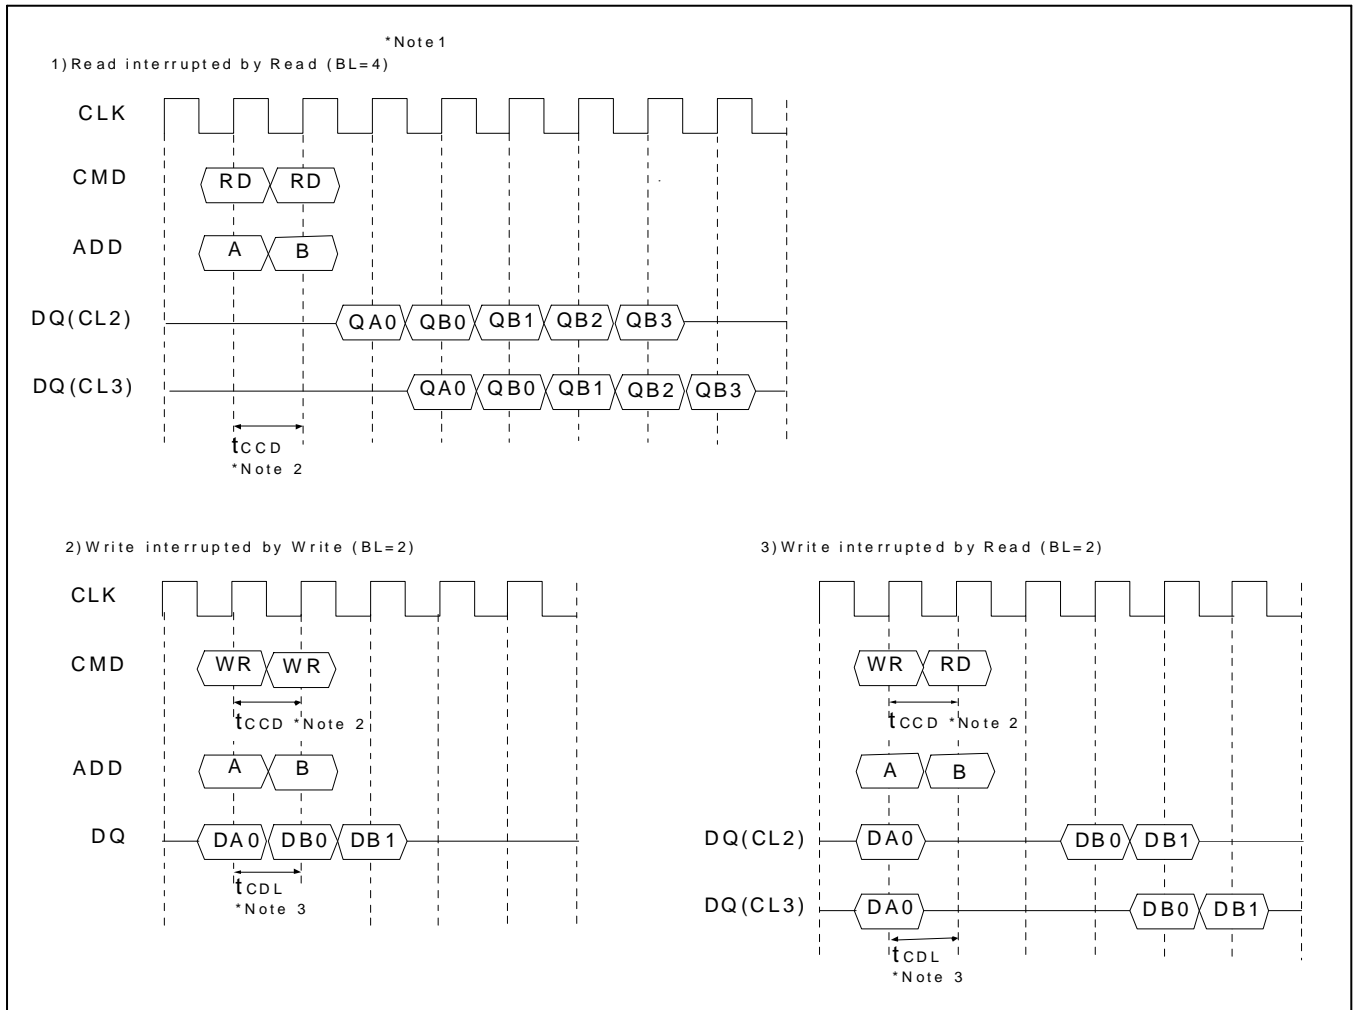 *Note1
1)Read interrupted by Read (BL=4)
CLK
CMD RD RD
ADD A B
DQ(CL2) QA0 QB0 QB1 QB2 QB3
DQ(CL3) QA0 QB0 QB1 QB2 QB3
tCCD
*Note 2
2)Write interrupted by Write (BL=2)
CLK
CMD WR WR
tCCD *Note 2
ADD A B
DQ DA0 DB0 DB1
tCDL
*Note 3
3)Write interrupted by Read (BL=2)
WR RD
tCCD *Note 2
A B
DQ(CL2) DA0 DB0 DB1
DQ(CL3) DA0 DB0 DB1
tCDL
*Note 3